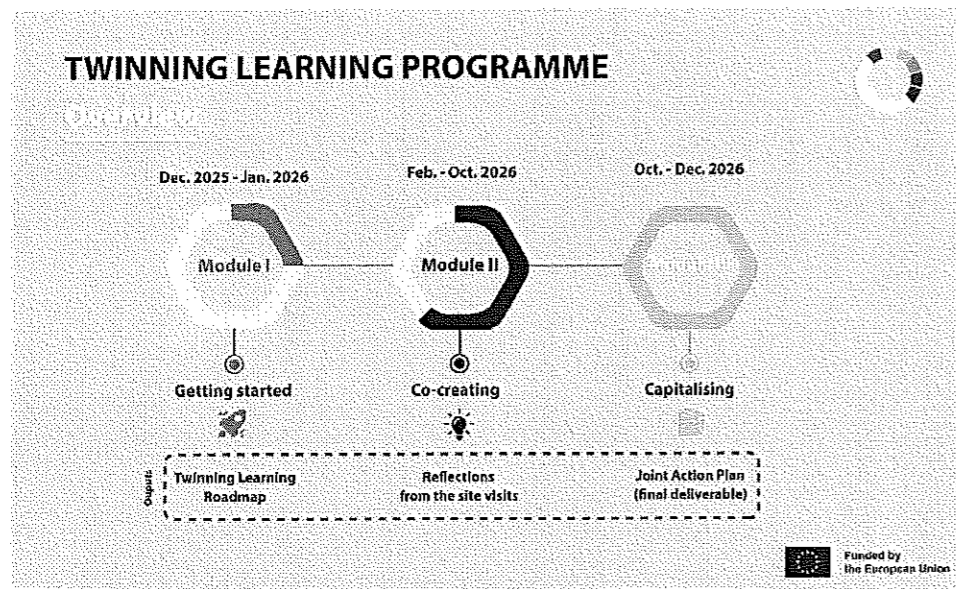 TWINNING LEARNING PROGRAMME
Overview
Dec. 2025 - Jan. 2026
Feb. - Oct. 2026
Oct. - Dec. 2026
Module I
Module II
Getting started
Co-creating
Capitalising
Ouputs
Twinning Learning
Roadmap
Reflections
from the site visits
Joint Action Plan
(final deliverable)
Funded by
the European Union